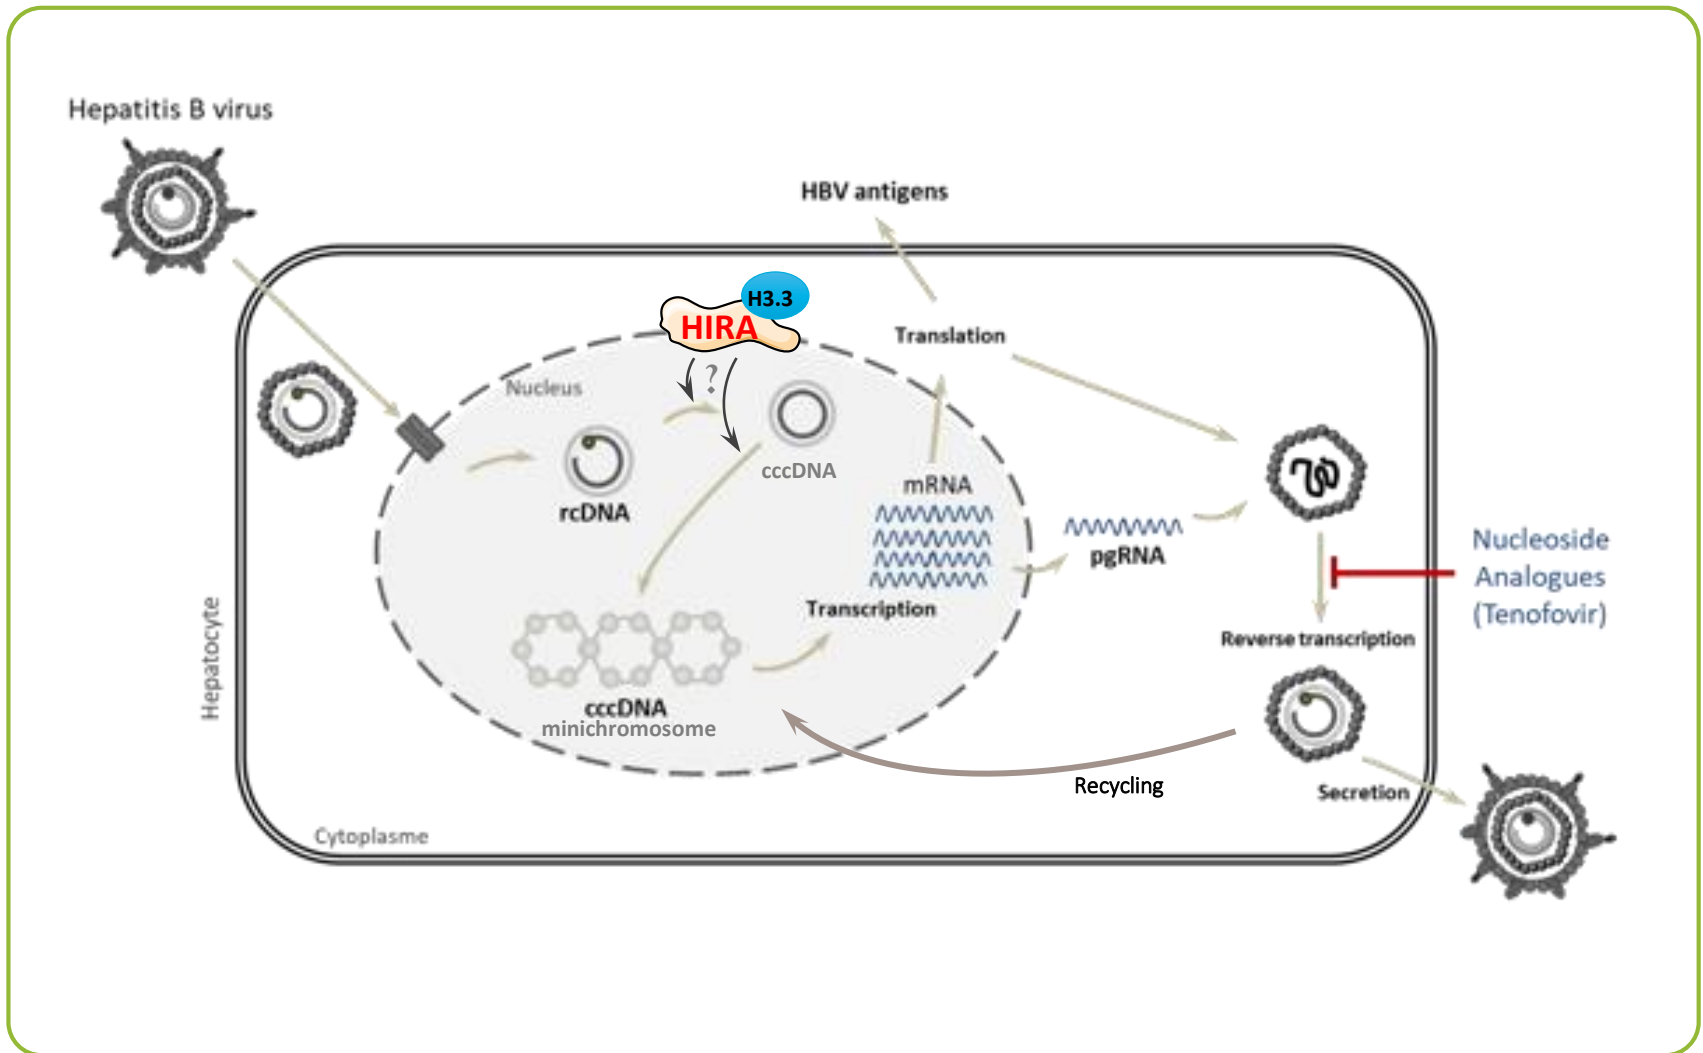 Hepatitis B virus
HBV antigens
H3.3
HIRA
Translation
?
Nucleus
cccDNA
mRNA
rcDNA
pgRNA
Nucleoside
Analogues
(Tenofovir)
Transcription
Reverse transcription
Hepatocyte
cccDNA
minichromosome
Recycling
Secretion
Cytoplasme